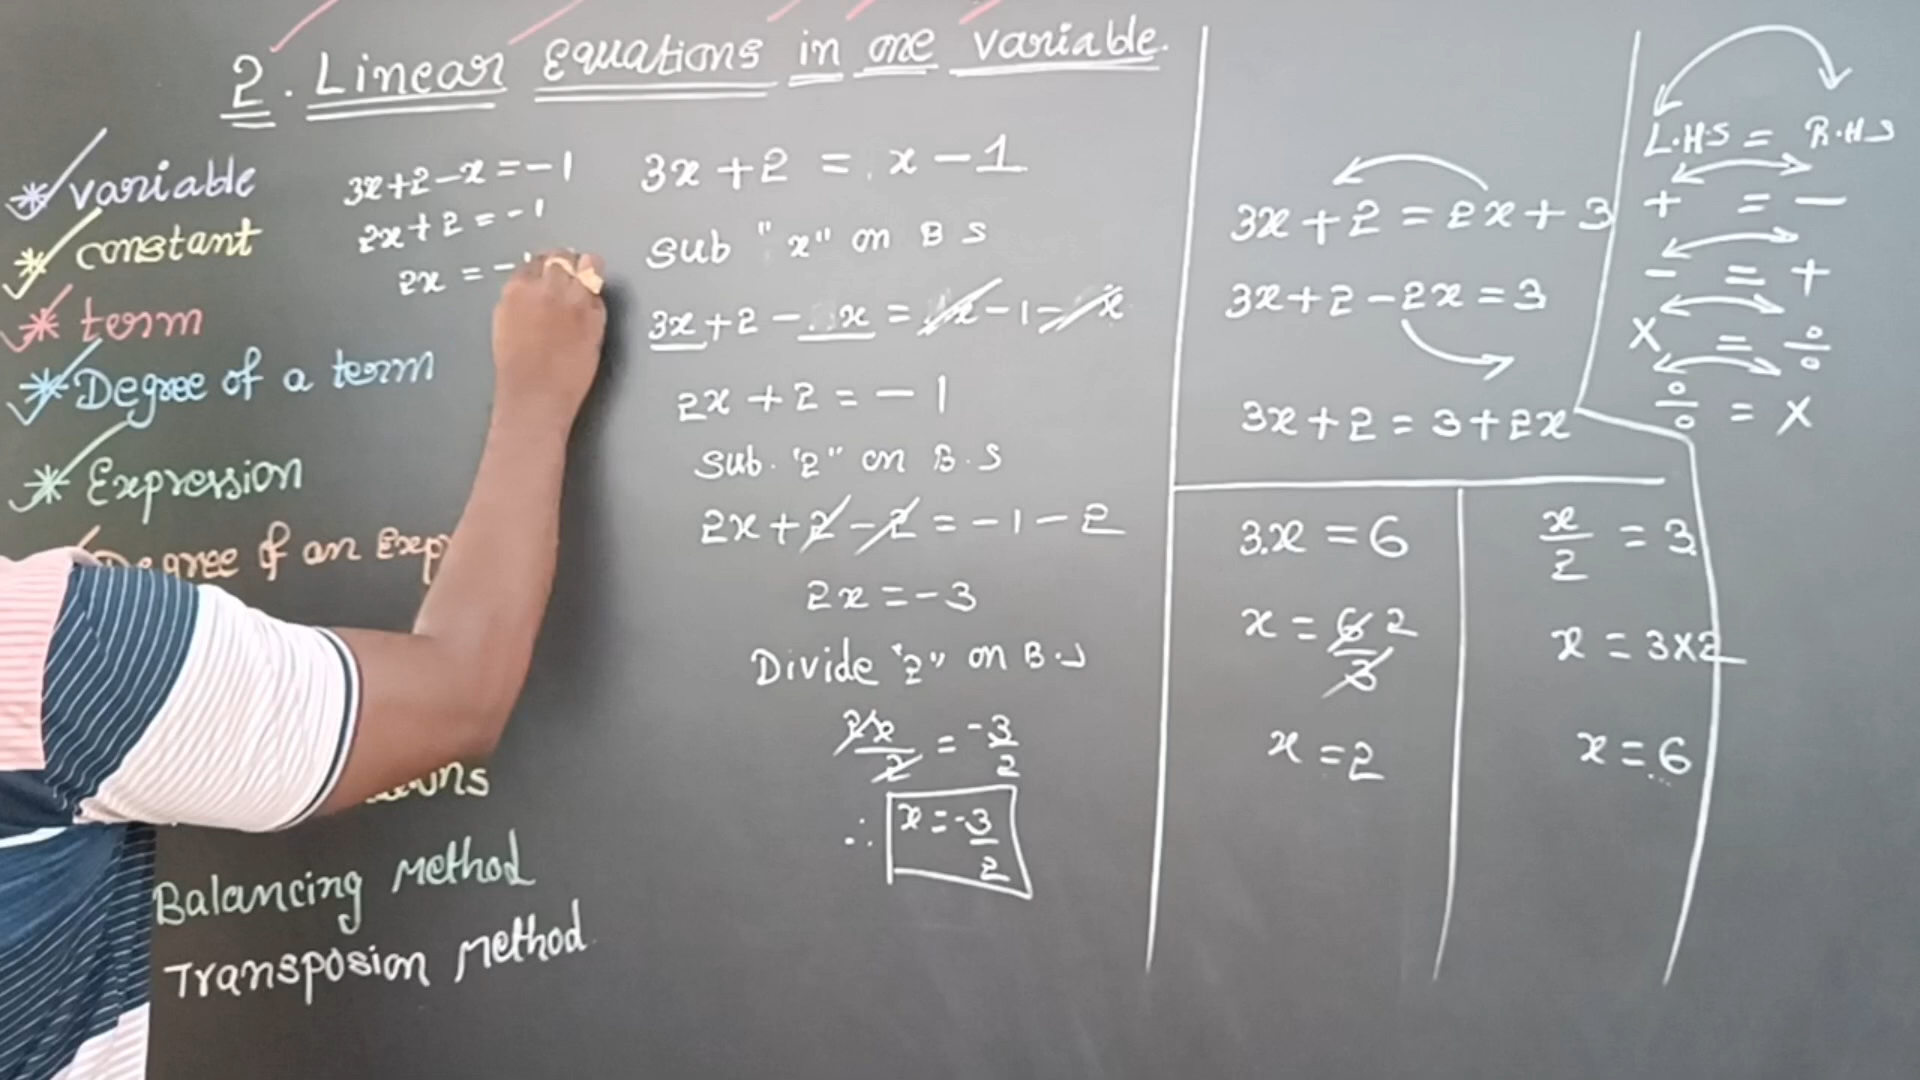 2. Linear equations in one variable.
variable
constant
term
Degree of a term
Expression
Degree of an Exp
Balancing Method
Transposion Method
3x+2-x=-1
2x+2=-1
2x=-1
3x+2 = x-1
Sub "x" on B S
3x+2-x=x-1-x
2x+2=-1
Sub. "2" on B.S
2x+2-2=-1-2
2x=-3
Divide "2" on B.S
2x/2 = -3/2
∴ x=-3/2
3x+2=2x+3
3x+2-2x=3
3x+2=3+2x
3x=6
x=6/3 2
x=2
x/2 = 3
x=3×2
x=6
L.H.S = R.H.S
+ = -
- = +
× = ÷
÷ = ×